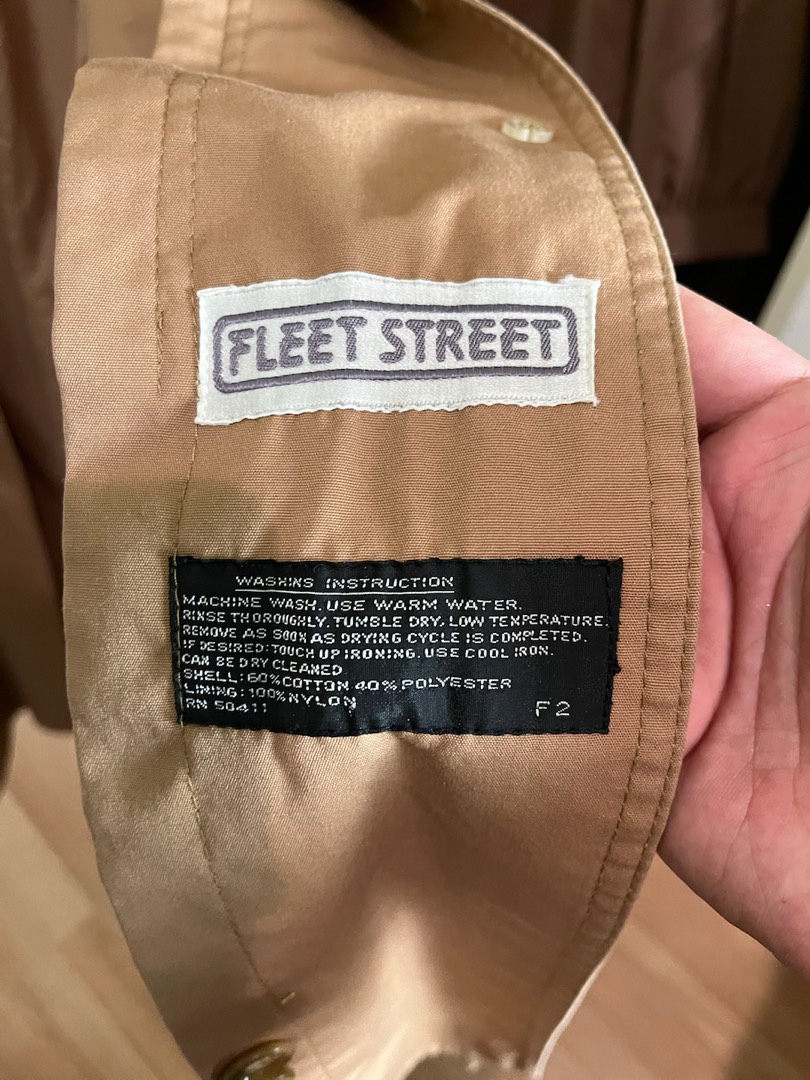 FLEET STREET
WASHINS INSTRUCTION
MACHINE WASH. USE WARM WATER.
RINSE THOROUGHLY. TUMBLE DRY. LOW TENPERATURE.
REMOVE AS SOON AS DRYING CYCLE IS COMPLETED.
IF DESIRED: TOUCH UP IRONING. USE COOL IRON.
CAN BE DRY CLEANED
SHELL: 60% COTTON 40% POLYESTER
LINING: 100% NYLON
RN 50411 F2